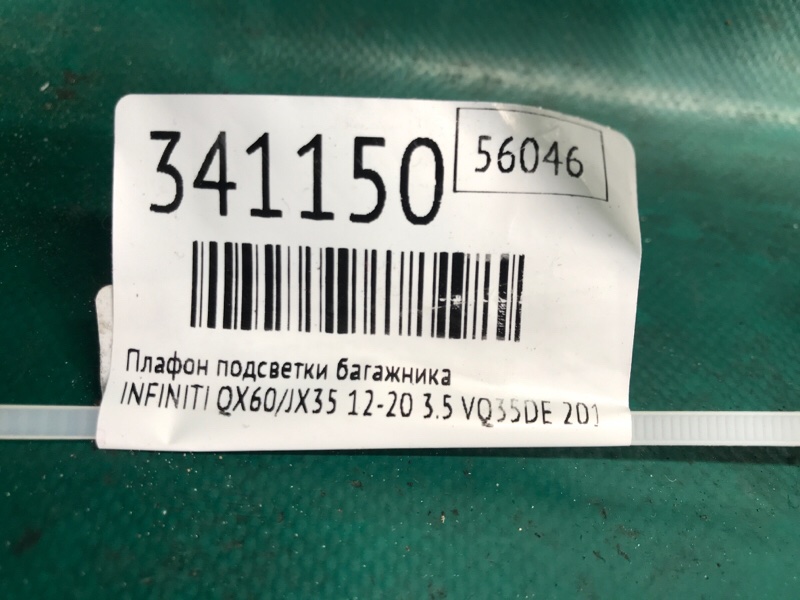 341150
56046
Плафон подсветки багажника
INFINITI QX60/JX35 12-20 3.5 VQ35DE 201